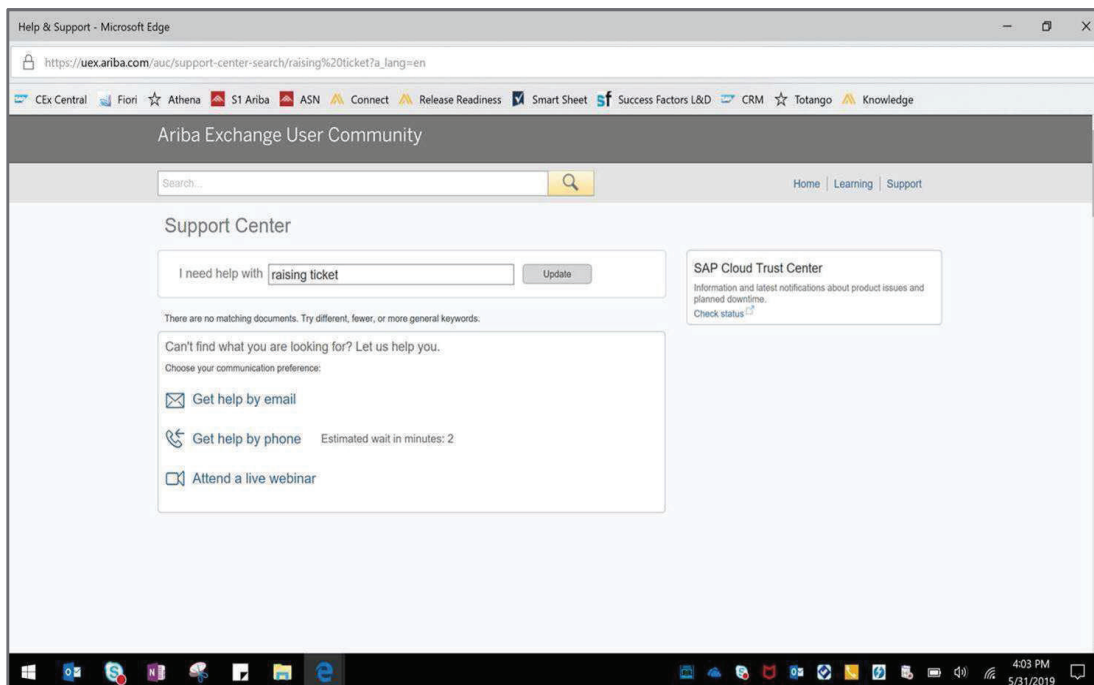 Help & Support - Microsoft Edge
https://uex.ariba.com/auc/support-center-search/raising%20ticket?a_lang=en
CEx Central Fiori Athena S1 Ariba ASN Connect Release Readiness Smart Sheet Sf Success Factors L&D CRM Totango Knowledge
Ariba Exchange User Community
Search...
Home | Learning | Support
Support Center
I need help with raising ticket Update
There are no matching documents. Try different, fewer, or more general keywords.
Can't find what you are looking for? Let us help you.
Choose your communication preference:
Get help by email
Get help by phone Estimated wait in minutes: 2
Attend a live webinar
SAP Cloud Trust Center
Information and latest notifications about product issues and
planned downtime.
Check status
4:03 PM
5/31/2019